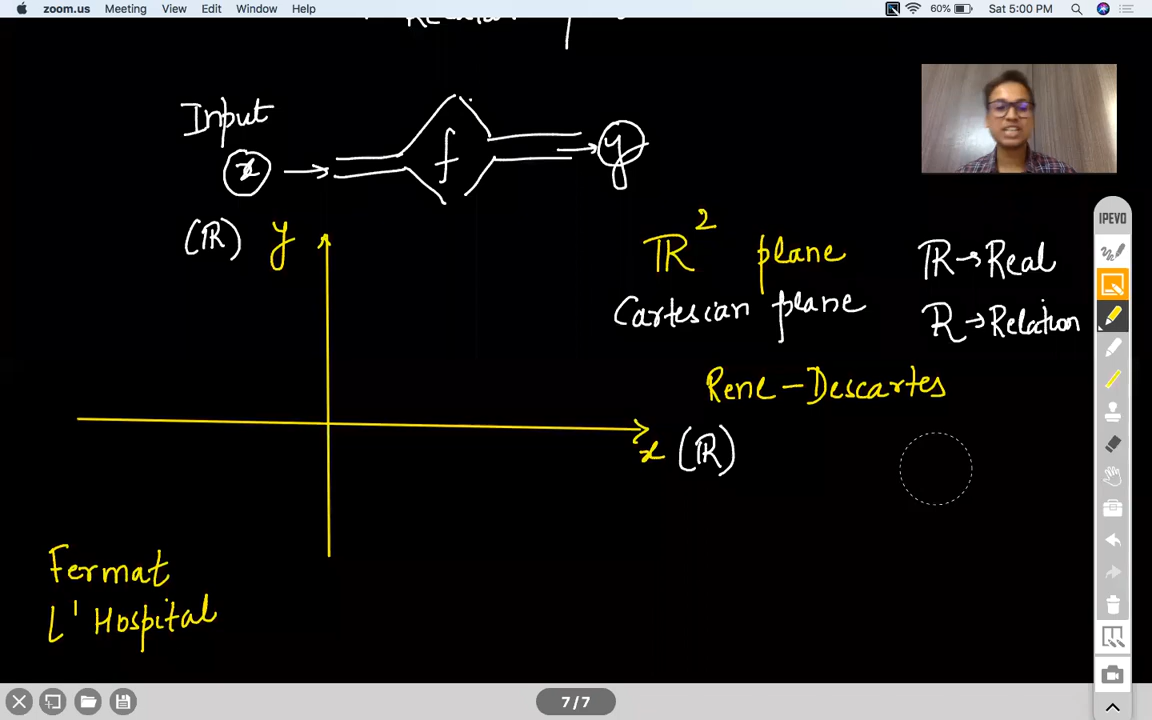 zoom.us Meeting View Edit Window Help 60% Sat 5:00 PM
Input
x f y
(ℝ) y
ℝ² plane
Cartesian plane
ℝ→Real
R→Relation
Rene-Descartes
x (ℝ)
Fermat
L'Hospital
IPEVO
7/7